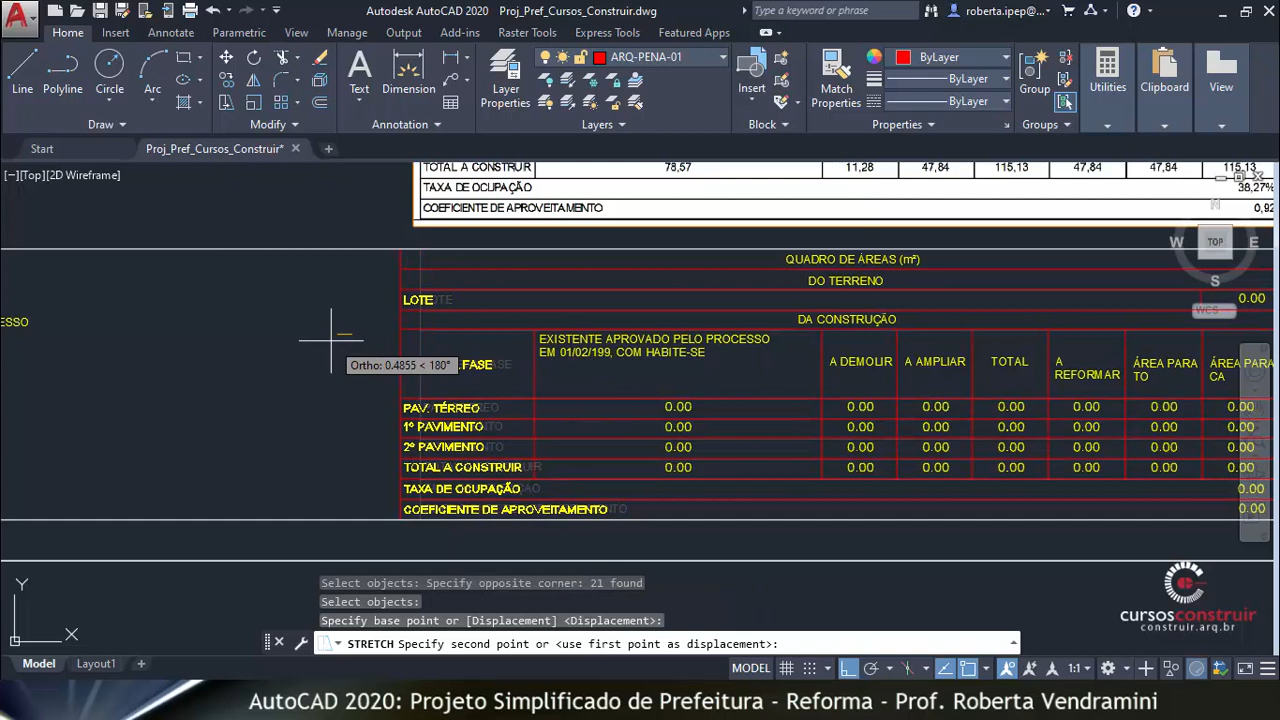 Autodesk AutoCAD 2020 Proj_Pref_Cursos_Construir.dwg
Type a keyword or phrase
roberta.ipep@...
Home Insert Annotate Parametric View Manage Output Add-ins Raster Tools Express Tools Featured Apps
ARQ-PENA-01
ByLayer
ByLayer
ByLayer
Line Polyline Circle Arc
Text Dimension
Layer Properties
Insert
Match Properties
Group
Utilities Clipboard View
Draw Modify Annotation Layers Block Properties Groups
Start Proj_Pref_Cursos_Construir*
[−][Top][2D Wireframe]
TOTAL A CONSTRUIR 78,57 11,28 47,84 115,13 47,84 47,84 115,13
TAXA DE OCUPAÇÃO 38,27%
COEFICIENTE DE APROVEITAMENTO 0,92
N
W TOP E
S
WCS
QUADRO DE ÁREAS (m²)
DO TERRENO
LOTE 0.00
DA CONSTRUÇÃO
ESSO
EXISTENTE APROVADO PELO PROCESSO
EM 01/02/199, COM HABITE-SE
A DEMOLIR A AMPLIAR TOTAL A REFORMAR ÁREA PARA TO ÁREA PARA CA
Ortho: 0.4855 < 180°
.FASE
PAV. TÉRREO 0.00 0.00 0.00 0.00 0.00 0.00 0.00
1º PAVIMENTO 0.00 0.00 0.00 0.00 0.00 0.00 0.00
2º PAVIMENTO 0.00 0.00 0.00 0.00 0.00 0.00 0.00
TOTAL A CONSTRUIR 0.00 0.00 0.00 0.00 0.00 0.00 0.00
TAXA DE OCUPAÇÃO 0.00
COEFICIENTE DE APROVEITAMENTO 0.00
Select objects: Specify opposite corner: 21 found
Select objects:
Specify base point or [Displacement] <Displacement>:
STRETCH Specify second point or <use first point as displacement>:
Y
X
cursosconstruir
construir.arq.br
Model Layout1
MODEL 1:1
AutoCAD 2020: Projeto Simplificado de Prefeitura - Reforma - Prof. Roberta Vendramini